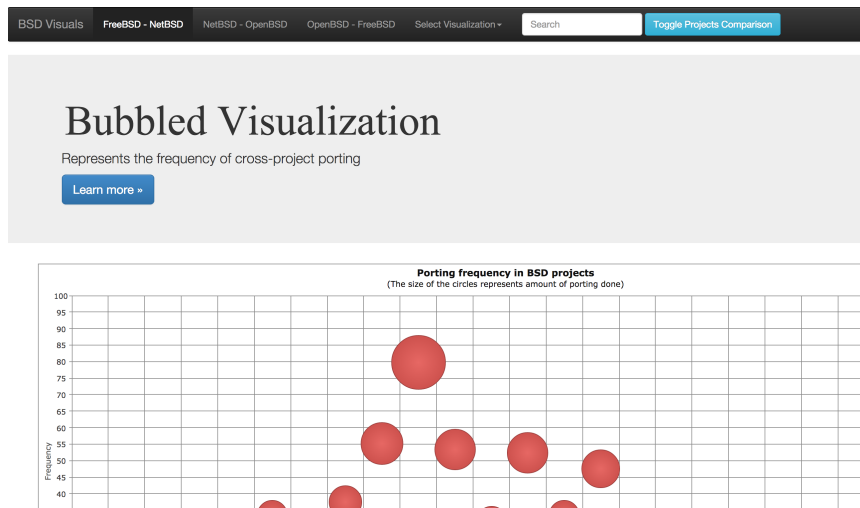 BSD Visuals FreeBSD - NetBSD NetBSD - OpenBSD OpenBSD - FreeBSD Select Visualization Search Toggle Projects Comparison
Bubbled Visualization
Represents the frequency of cross-project porting
Learn more »
Porting frequency in BSD projects
(The size of the circles represents amount of porting done)
100
95
90
85
80
75
70
65
60
55
50
45
40
Frequency